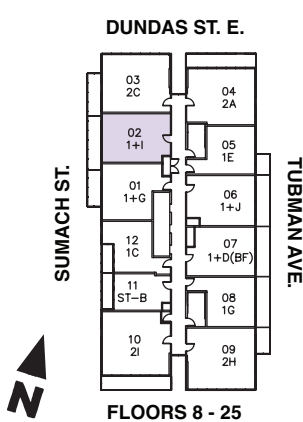 DUNDAS ST. E.
03
2C
04
2A
02
1+I
05
1E
01
1+G
06
1+J
SUMACH ST.
TUBMAN AVE.
12
1C
07
1+D(BF)
11
ST-B
08
1G
10
2I
09
2H
N
FLOORS 8 - 25